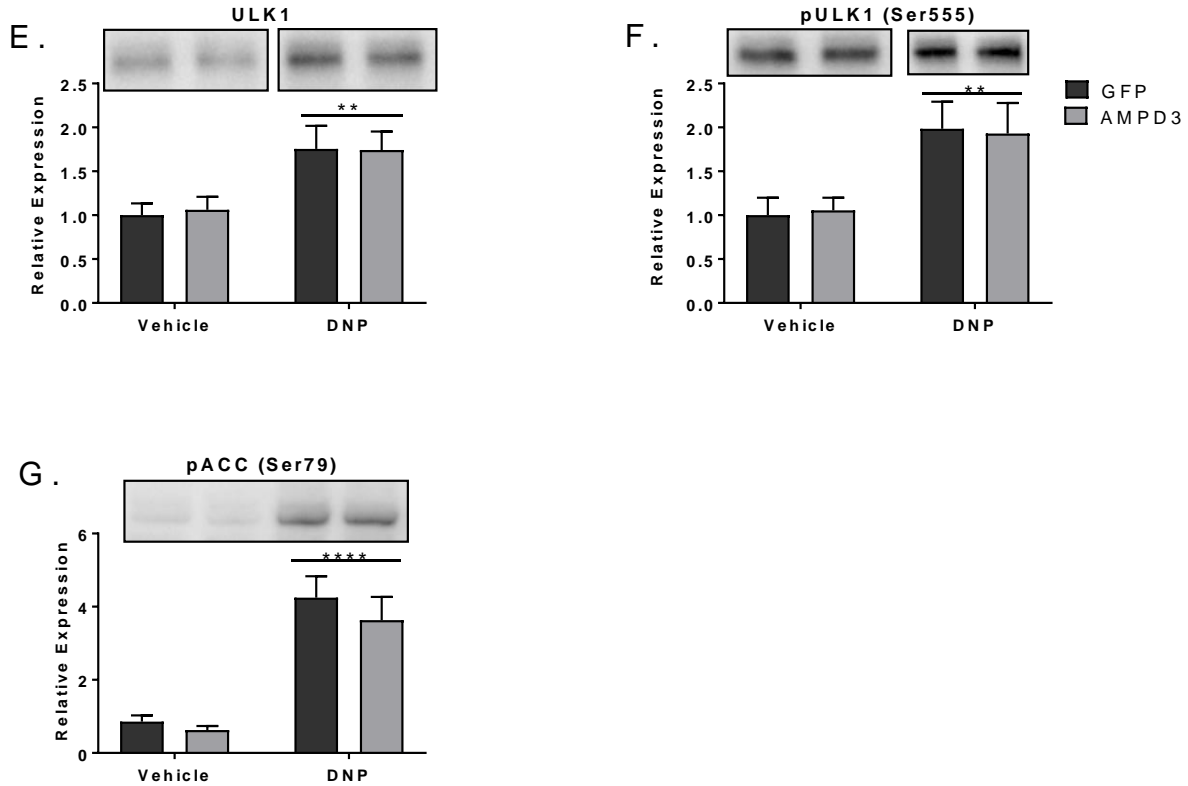 E.
ULK1
2.5
2.0
1.5
1.0
0.5
0.0
Relative Expression
**
Vehicle DNP
F.
pULK1 (Ser555)
2.5
2.0
1.5
1.0
0.5
0.0
Relative Expression
**
Vehicle DNP
GFP
AMPD3
G.
pACC (Ser79)
6
4
2
0
Relative Expression
****
Vehicle DNP